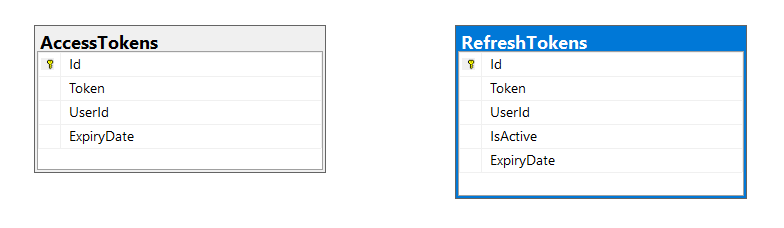 AccessTokens
Id
Token
UserId
ExpiryDate
RefreshTokens
Id
Token
UserId
IsActive
ExpiryDate